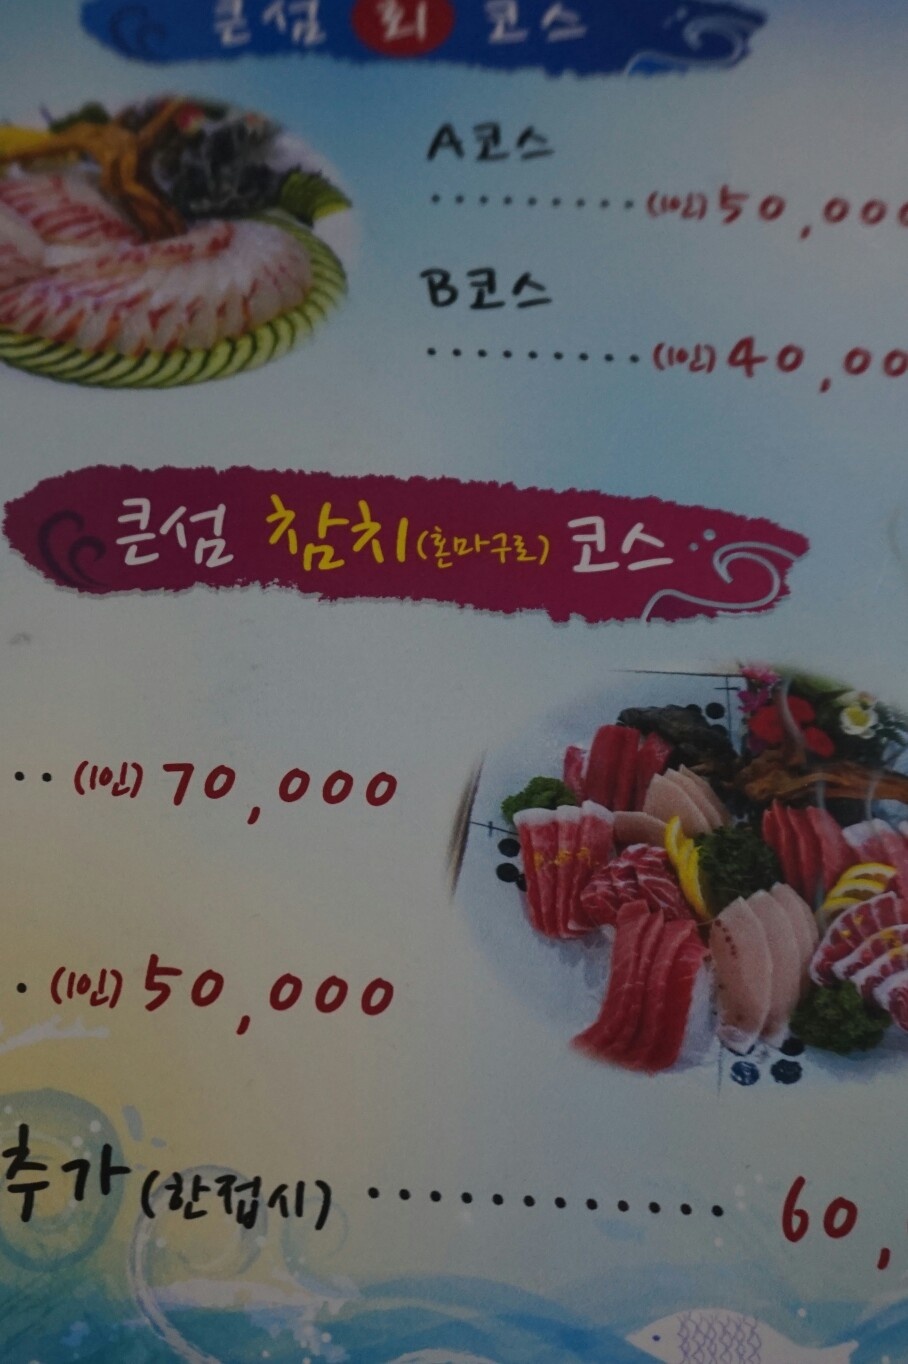 큰섬 회 코스
A코스
·········(1인) 50,000
B코스
·········(1인) 40,00
큰섬 참치(혼마구로) 코스
··(1인) 70,000
·(1인) 50,000
추가(한접시)············· 60,